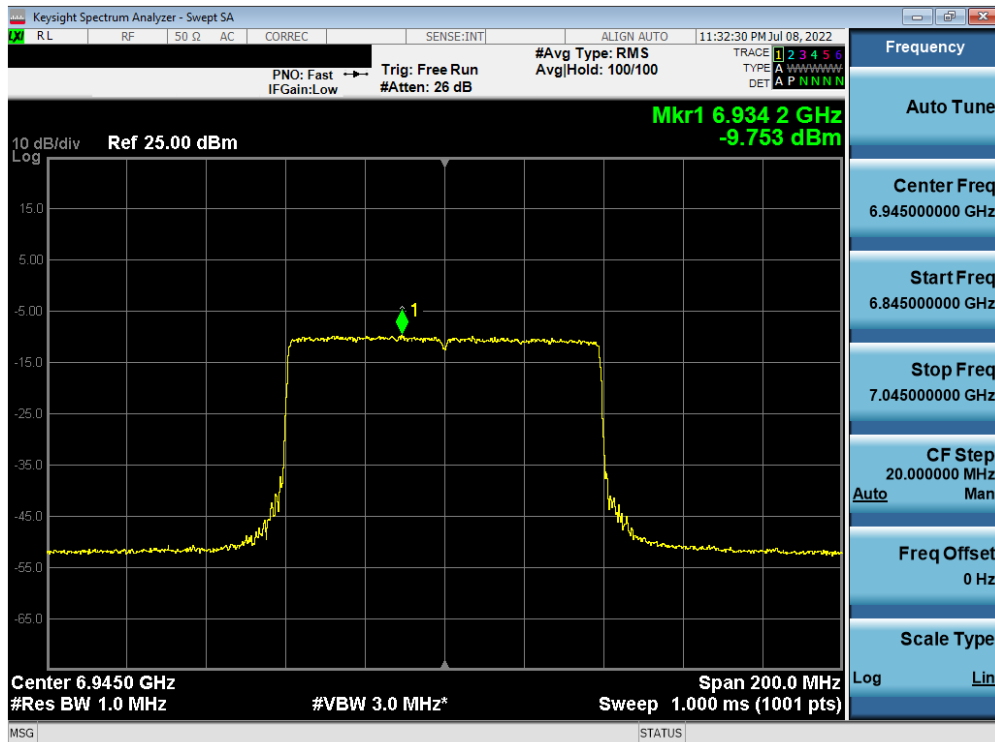 Keysight Spectrum Analyzer - Swept SA
LXI RL RF 50 Ω AC CORREC SENSE:INT ALIGN AUTO 11:32:30 PM Jul 08, 2022
PNO: Fast Trig: Free Run #Avg Type: RMS TRACE 1 2 3 4 5 6
IFGain:Low #Atten: 26 dB Avg|Hold: 100/100 TYPE A WWWWW
DET A P N N N N
Mkr1 6.934 2 GHz
-9.753 dBm
10 dB/div Ref 25.00 dBm
Log
15.0
5.00
-5.00
1
-15.0
-25.0
-35.0
-45.0
-55.0
-65.0
Center 6.9450 GHz Span 200.0 MHz
#Res BW 1.0 MHz #VBW 3.0 MHz* Sweep 1.000 ms (1001 pts)
MSG STATUS
Frequency
Auto Tune
Center Freq
6.945000000 GHz
Start Freq
6.845000000 GHz
Stop Freq
7.045000000 GHz
CF Step
20.000000 MHz
Auto Man
Freq Offset
0 Hz
Scale Type
Log Lin